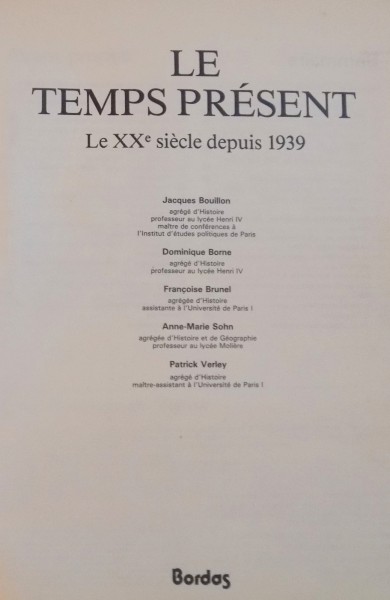 LE
TEMPS PRÉSENT
Le XXe siècle depuis 1939
Jacques Bouillon
agrégé d'Histoire
professeur au lycée Henri IV
maître de conférences à
l'Institut d'études politiques de Paris
Dominique Borne
agrégé d'Histoire
professeur au lycée Henri IV
Françoise Brunel
agrégée d'Histoire
assistante à l'Université de Paris I
Anne-Marie Sohn
agrégée d'Histoire et de Géographie
professeur au lycée Molière
Patrick Verley
agrégé d'Histoire
maître-assistant à l'Université de Paris I
Bordas